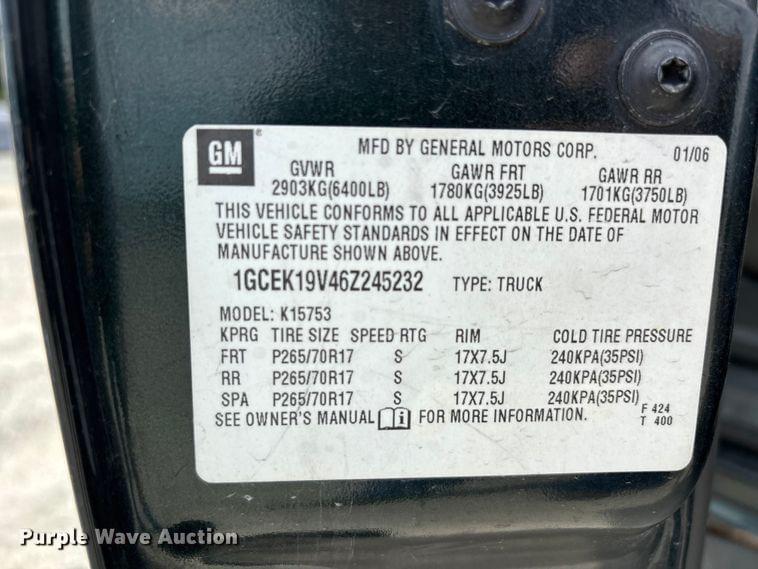 GM ®
MFD BY GENERAL MOTORS CORP. 01/06
GVWR GAWR FRT GAWR RR
2903KG(6400LB) 1780KG(3925LB) 1701KG(3750LB)
THIS VEHICLE CONFORMS TO ALL APPLICABLE U.S. FEDERAL MOTOR
VEHICLE SAFETY STANDARDS IN EFFECT ON THE DATE OF
MANUFACTURE SHOWN ABOVE.
1GCEK19V46Z245232 TYPE: TRUCK
MODEL: K15753
KPRG TIRE SIZE SPEED RTG RIM COLD TIRE PRESSURE
FRT P265/70R17 S 17X7.5J 240KPA(35PSI)
RR P265/70R17 S 17X7.5J 240KPA(35PSI)
SPA P265/70R17 S 17X7.5J 240KPA(35PSI)
SEE OWNER'S MANUAL i FOR MORE INFORMATION. F 424
T 400
Purple Wave Auction